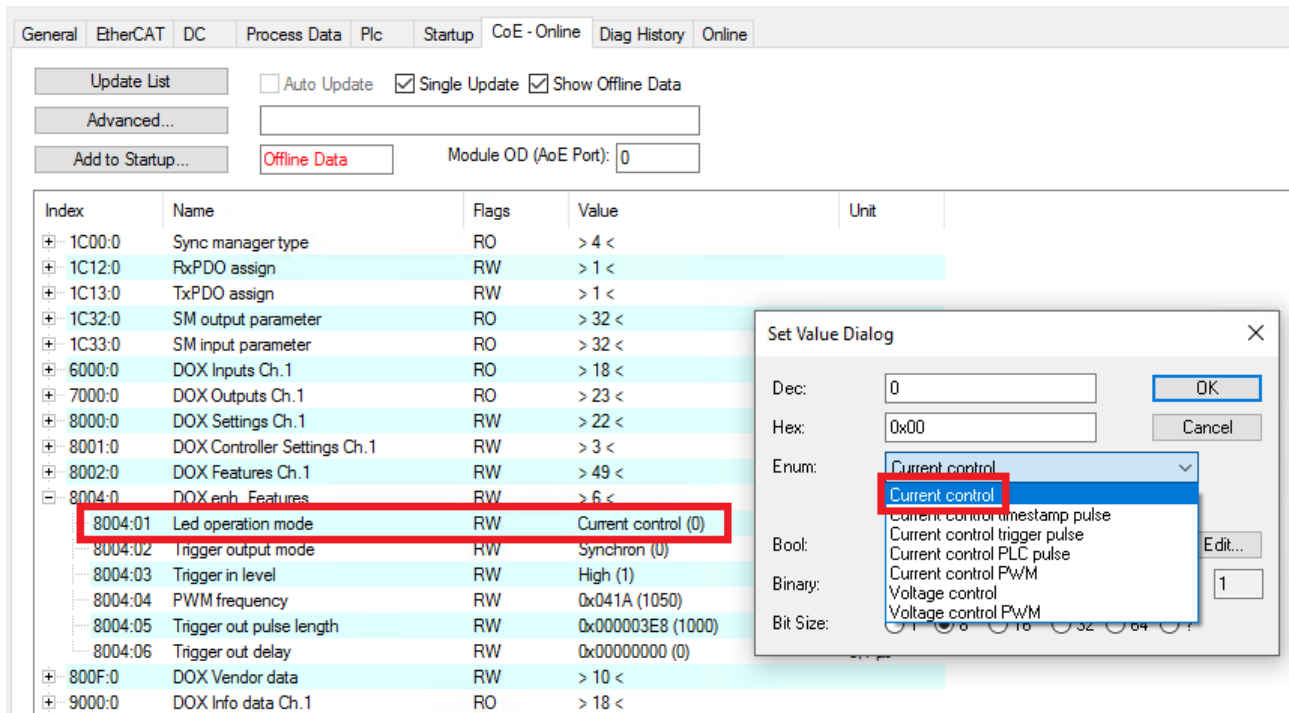 General EtherCAT DC Process Data Plc Startup CoE - Online Diag History Online
Update List Auto Update Single Update Show Offline Data
Advanced...
Add to Startup... Offline Data Module OD (AoE Port): 0
Index Name Flags Value Unit
1C00:0 Sync manager type RO > 4 <
1C12:0 RxPDO assign RW > 1 <
1C13:0 TxPDO assign RW > 1 <
1C32:0 SM output parameter RO > 32 <
1C33:0 SM input parameter RO > 32 <
6000:0 DOX Inputs Ch.1 RO > 18 <
7000:0 DOX Outputs Ch.1 RO > 23 <
8000:0 DOX Settings Ch.1 RW > 22 <
8001:0 DOX Controller Settings Ch.1 RW > 3 <
8002:0 DOX Features Ch.1 RW > 49 <
8004:0 DOX enh. Features RW > 6 <
8004:01 Led operation mode RW Current control (0)
8004:02 Trigger output mode RW Synchron (0)
8004:03 Trigger in level RW High (1)
8004:04 PWM frequency RW 0x041A (1050)
8004:05 Trigger out pulse length RW 0x000003E8 (1000)
8004:06 Trigger out delay RW 0x00000000 (0)
800F:0 DOX Vendor data RW > 10 <
9000:0 DOX Info data Ch.1 RO > 18 <
Set Value Dialog
Dec: 0 OK
Hex: 0x00 Cancel
Enum: Current control
Current control
Current control timestamp pulse
Current control trigger pulse
Current control PLC pulse
Current control PWM
Voltage control
Voltage control PWM
Bool: Edit...
Binary: 1
Bit Size: 1 8 16 32 64 ?